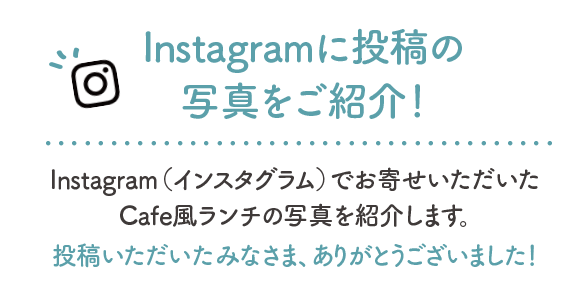 Instagramに投稿の
写真をご紹介！
Instagram（インスタグラム）でお寄せいただいた
Cafe風ランチの写真を紹介します。
投稿いただいたみなさま、ありがとうございました！